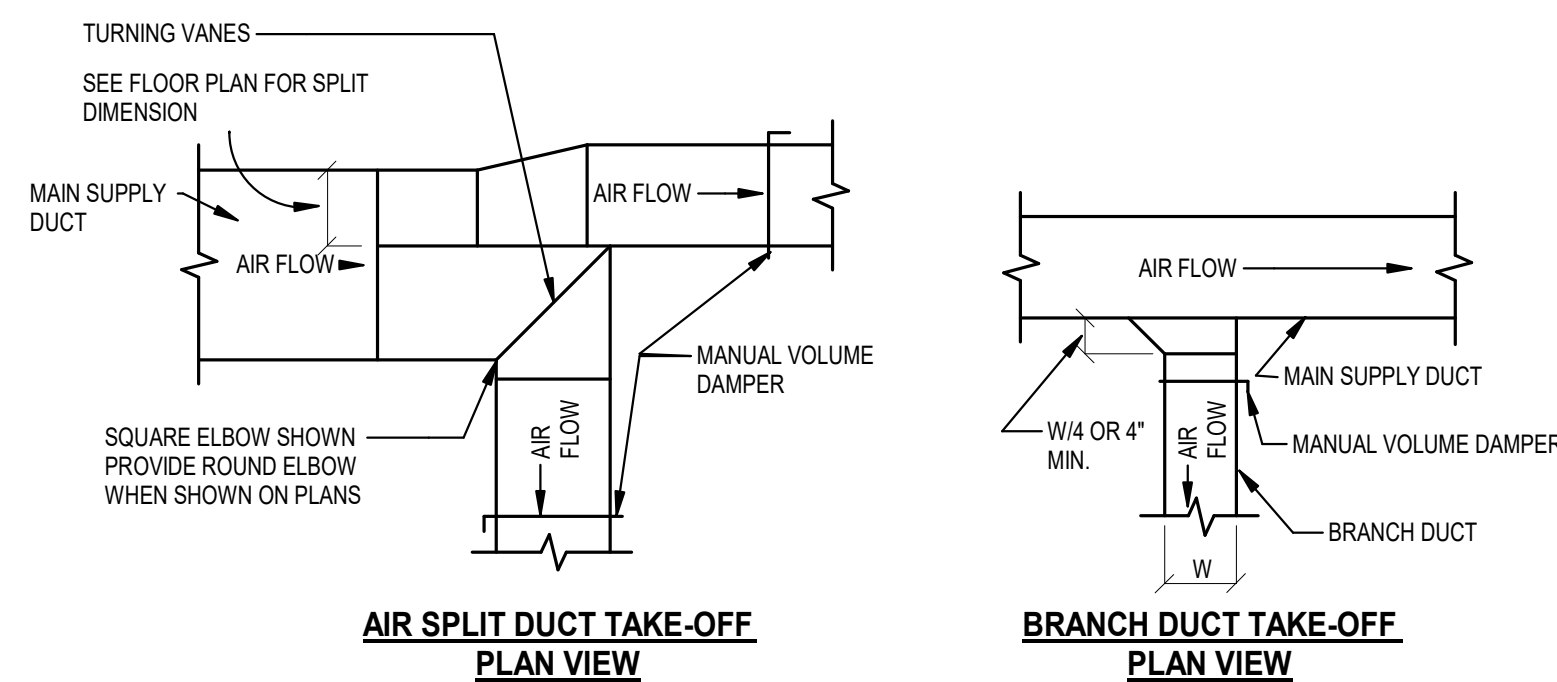 TURNING VANES
SEE FLOOR PLAN FOR SPLIT
DIMENSION
MAIN SUPPLY
DUCT
AIR FLOW
AIR FLOW
MANUAL VOLUME
DAMPER
SQUARE ELBOW SHOWN
PROVIDE ROUND ELBOW
WHEN SHOWN ON PLANS
AIR
FLOW
AIR SPLIT DUCT TAKE-OFF
PLAN VIEW
AIR FLOW
MAIN SUPPLY DUCT
W/4 OR 4"
MIN.
MANUAL VOLUME DAMPER
AIR
FLOW
BRANCH DUCT
W
BRANCH DUCT TAKE-OFF
PLAN VIEW